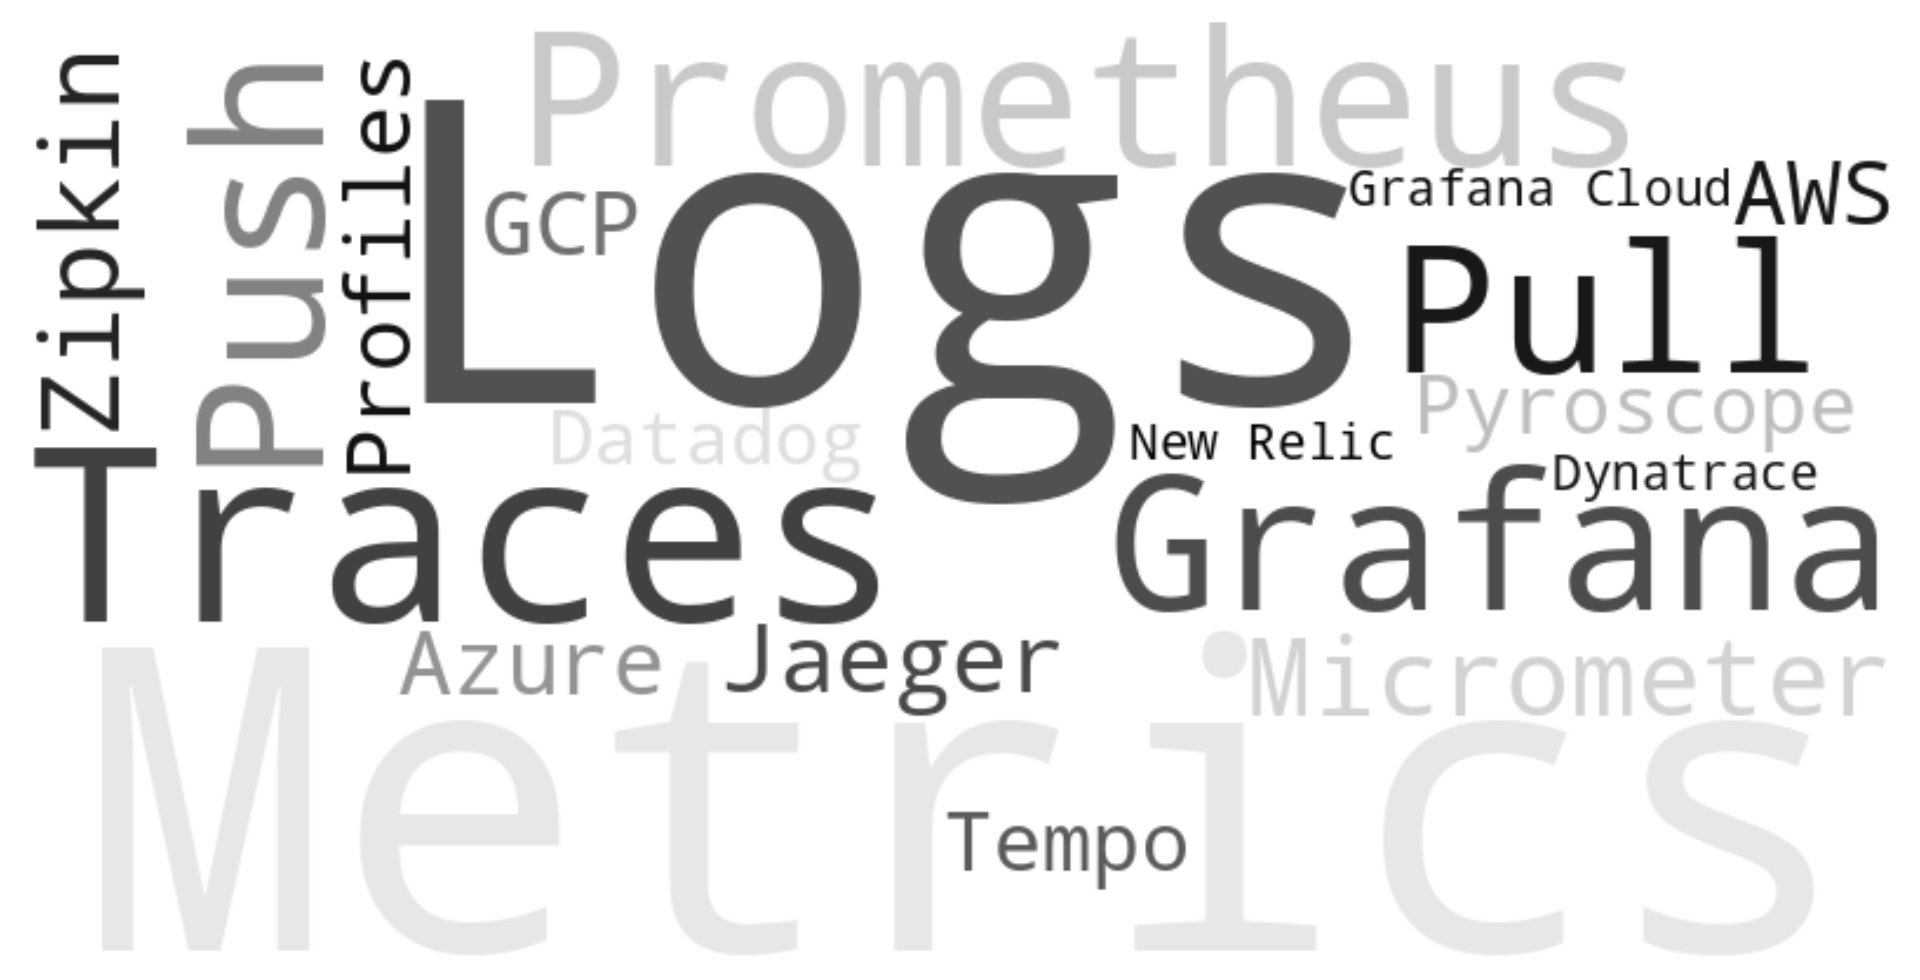 Zipkin
Push
Profiles
Prometheus
Logs
GCP
Grafana Cloud
AWS
Pull
Pyroscope
Datadog
New Relic
Dynatrace
Traces
Grafana
Azure
Jaeger
Micrometer
Metrics
Tempo